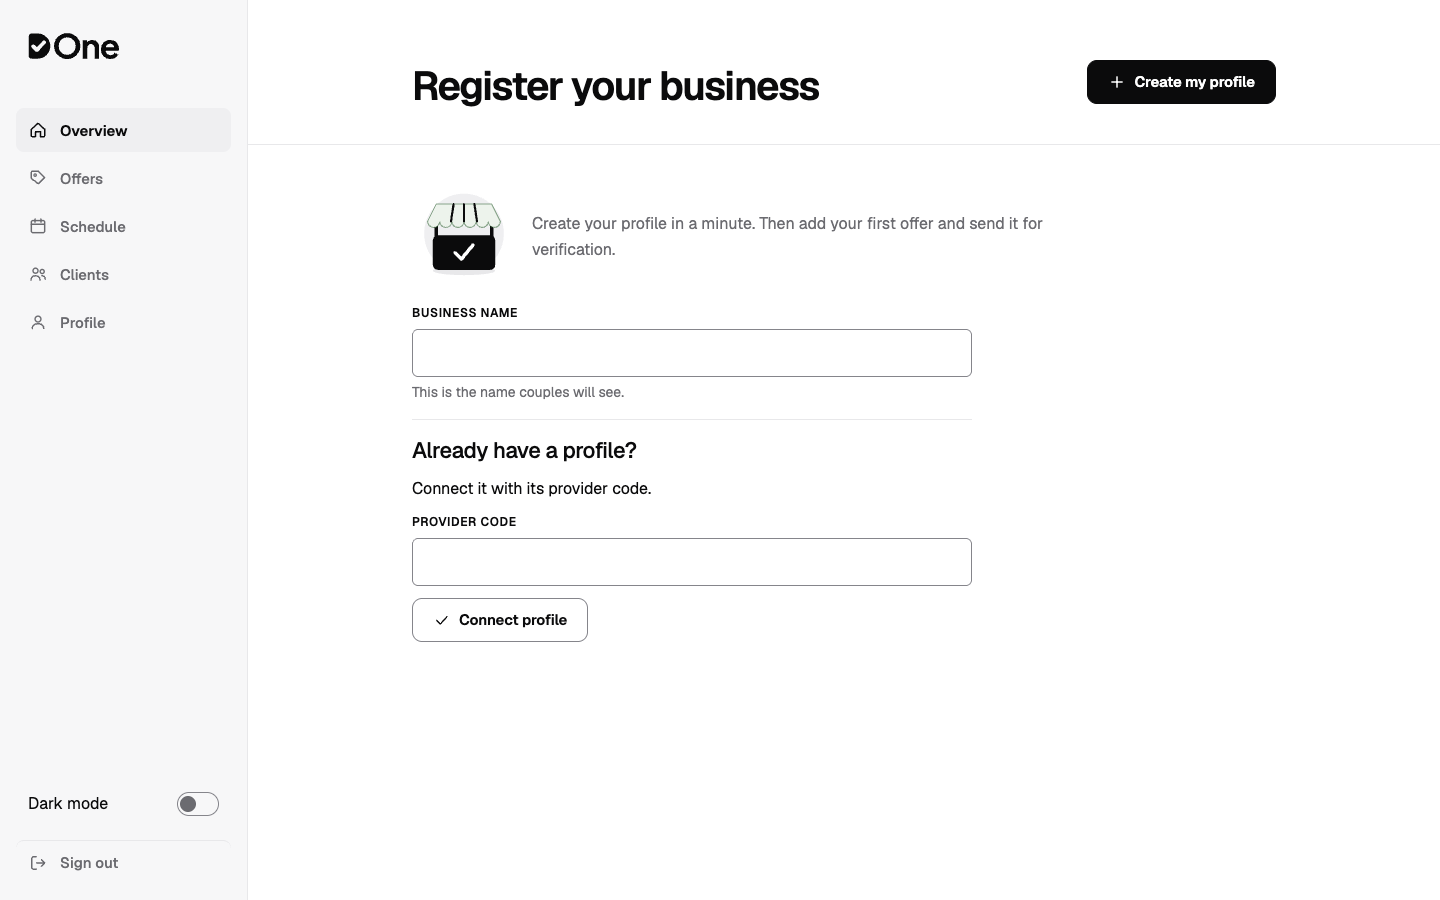 One
Overview
Offers
Schedule
Clients
Profile
Dark mode
Sign out
Register your business
Create my profile
Create your profile in a minute. Then add your first offer and send it for
verification.
BUSINESS NAME
This is the name couples will see.
Already have a profile?
Connect it with its provider code.
PROVIDER CODE
Connect profile